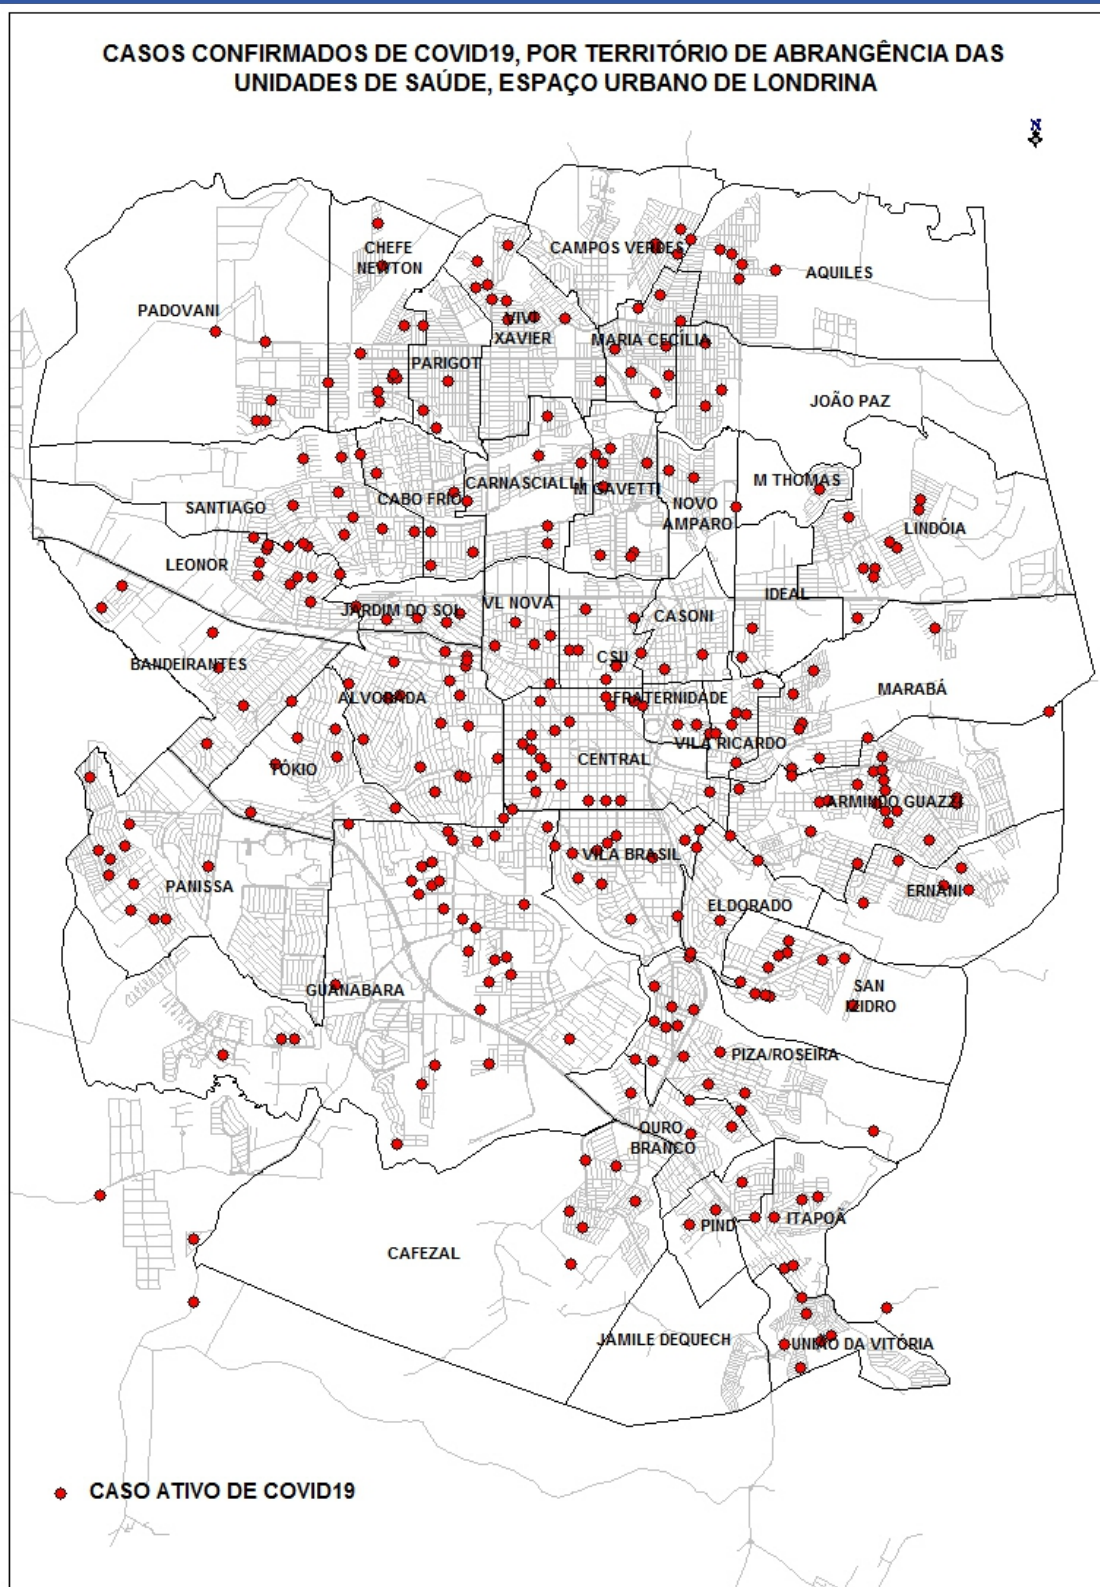 CASOS CONFIRMADOS DE COVID19, POR TERRITÓRIO DE ABRANGÊNCIA DAS
UNIDADES DE SAÚDE, ESPAÇO URBANO DE LONDRINA
N
CHEFE
NEWTON
CAMPOS VERDES
AQUILES
PADOVANI
VIVI
XAVIER
MARIA CECÍLIA
PARIGOT
JOÃO PAZ
CARNASCIALLI
M GAVETTI
M THOMAS
SANTIAGO
CABO FRIO
NOVO
AMPARO
LINDÓIA
LEONOR
IDEAL
JARDIM DO SOL
VL NOVA
CASONI
BANDEIRANTES
CSU
ALVORADA
FRATERNIDADE
MARABÁ
TÓKIO
CENTRAL
VILA RICARDO
ARMINDO GUAZZI
PANISSA
VILA BRASIL
ERNANI
ELDORADO
GUANABARA
SAN
IZIDRO
PIZA/ROSEIRA
OURO
BRANCO
PIND
ITAPOÃ
CAFEZAL
JAMILE DEQUECH
UNIÃO DA VITÓRIA
CASO ATIVO DE COVID19